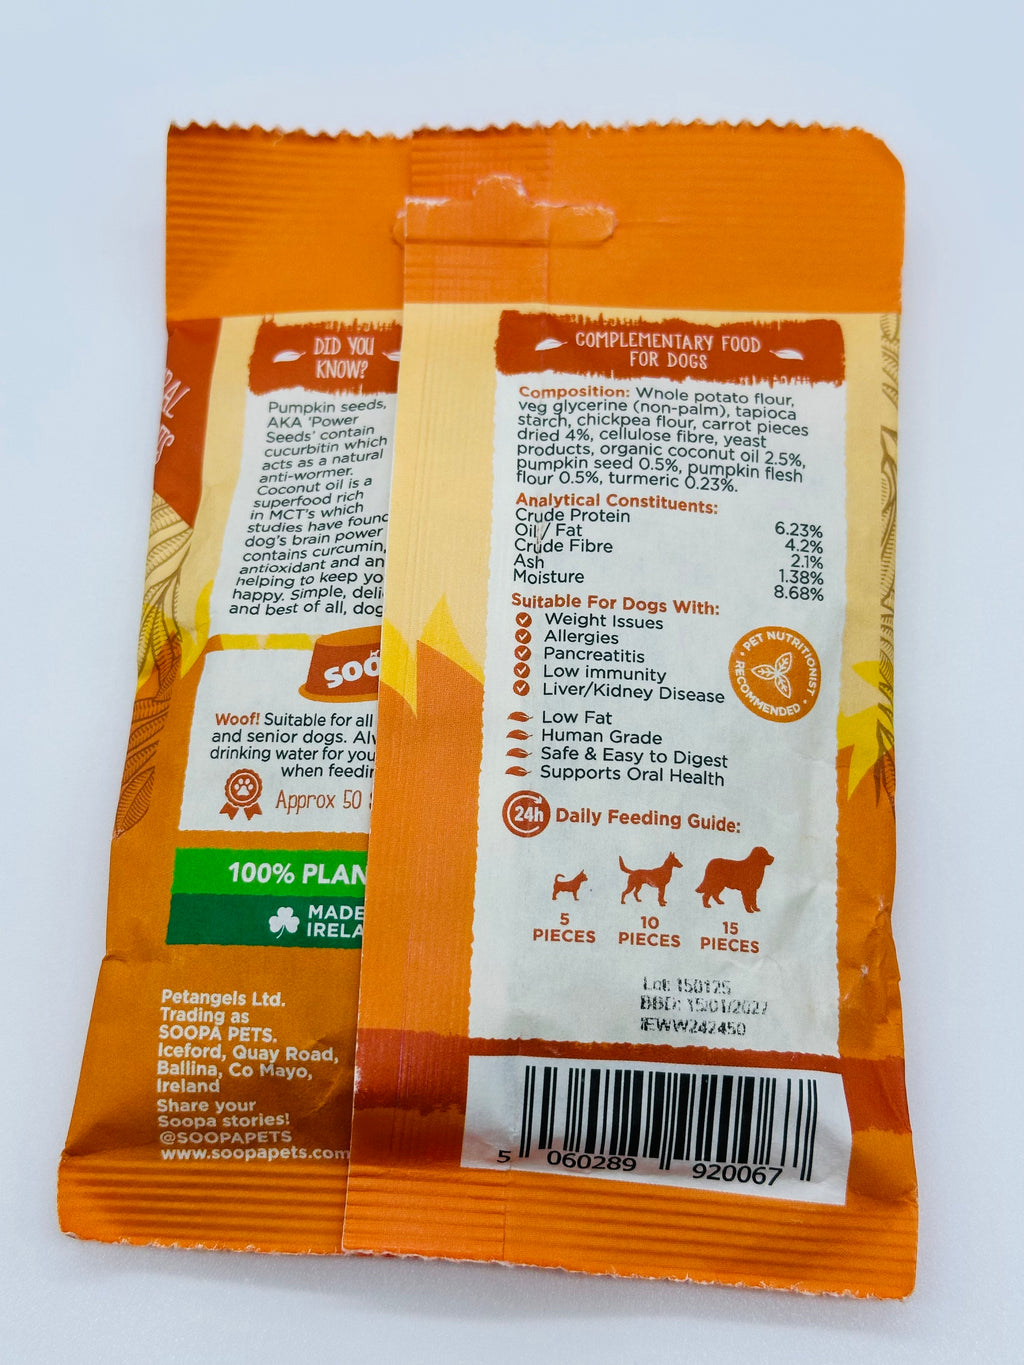 DID YOU
KNOW?
Pumpkin seeds,
AKA 'Power
Seeds' contain
cucurbitin which
acts as a natural
anti-wormer.
Coconut oil is a
superfood rich
in MCT's which
studies have found
dog's brain power
contains curcumin,
antioxidant and an
helping to keep yo
happy. Simple, deli
and best of all, dog
Woof! Suitable for all
and senior dogs. Alw
drinking water for you
when feedin
Approx 50
100% PLAN
MADE
IRELA
Petangels Ltd.
Trading as
SOOPA PETS.
Iceford, Quay Road,
Ballina, Co Mayo,
Ireland
Share your
Soopa stories!
@SOOPAPETS
www.soopapets.com
COMPLEMENTARY FOOD
FOR DOGS
Composition: Whole potato flour,
veg glycerine (non-palm), tapioca
starch, chickpea flour, carrot pieces
dried 4%, cellulose fibre, yeast
products, organic coconut oil 2.5%,
pumpkin seed 0.5%, pumpkin flesh
flour 0.5%, turmeric 0.23%.
Analytical Constituents:
Crude Protein 6.23%
Oil / Fat 4.2%
Crude Fibre 2.1%
Ash 1.38%
Moisture 8.68%
Suitable For Dogs With:
Weight Issues
Allergies
Pancreatitis
Low immunity
Liver/Kidney Disease
PET NUTRITIONIST
RECOMMENDED
Low Fat
Human Grade
Safe & Easy to Digest
Supports Oral Health
24h Daily Feeding Guide:
5 10 15
PIECES PIECES PIECES
Lot: 150125
BBD: 15/01/2027
IEWW242450
5 060289 920067